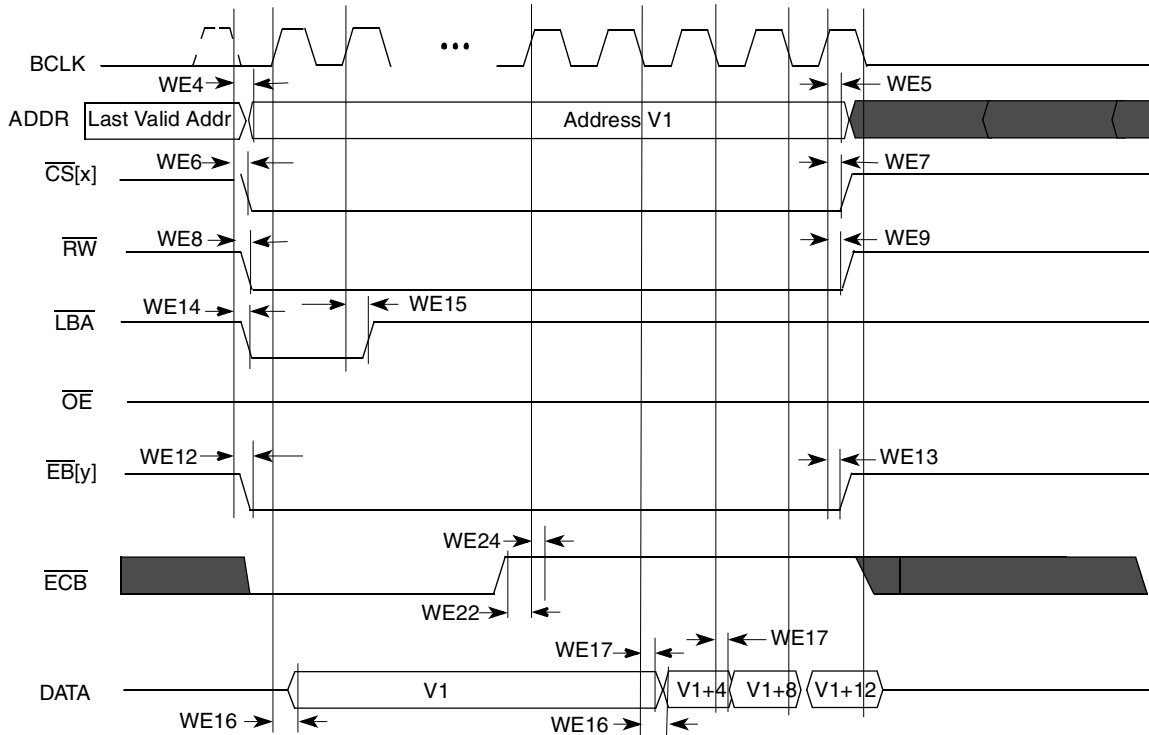 BCLK
WE4
WE5
ADDR
Last Valid Addr
Address V1
CS[x]
WE6
WE7
RW
WE8
WE9
LBA
WE14
WE15
OE
EB[y]
WE12
WE13
ECB
WE24
WE22
WE17
WE17
DATA
V1
V1+4
V1+8
V1+12
WE16
WE16